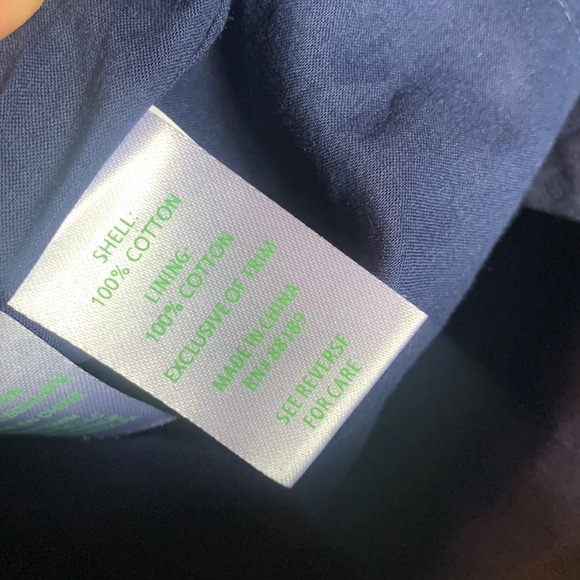 SHELL:
100% COTTON
LINING:
100% COTTON
EXCLUSIVE OF TRIM
MADE IN CHINA
RN# 88189
SEE REVERSE
FOR CARE